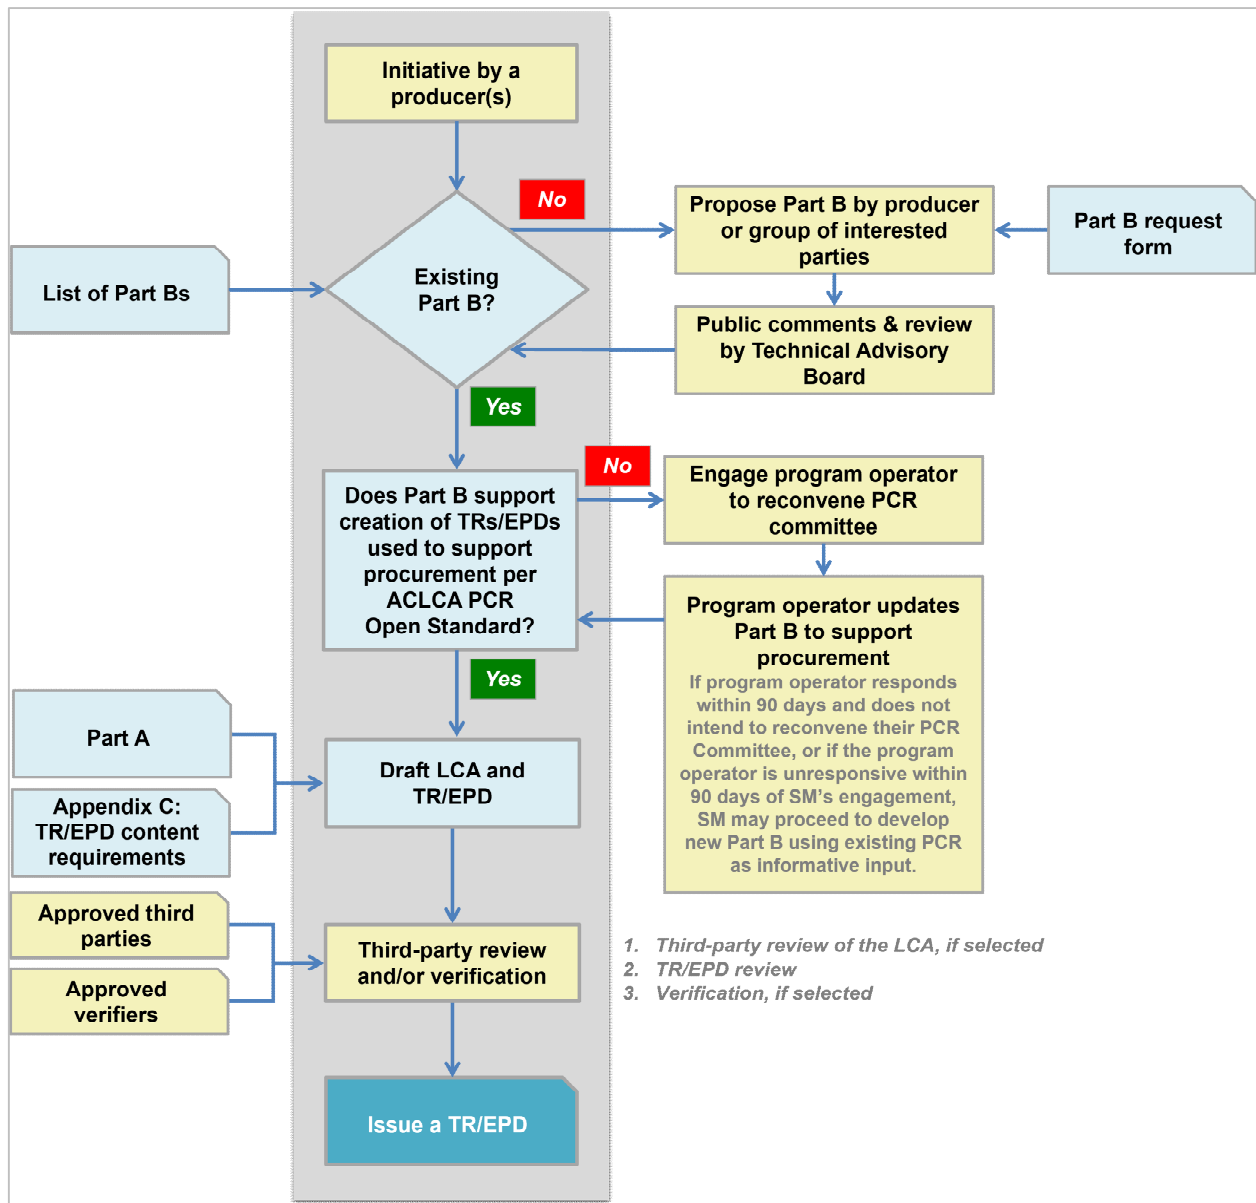 Initiative by a
producer(s)
No
Propose Part B by producer
or group of interested
parties
Part B request
form
List of Part Bs
Existing
Part B?
Public comments & review
by Technical Advisory
Board
Yes
No
Does Part B support
creation of TRs/EPDs
used to support
procurement per
ACLCA PCR
Open Standard?
Engage program operator
to reconvene PCR
committee
Program operator updates
Part B to support
procurement
If program operator responds
within 90 days and does not
intend to reconvene their PCR
Committee, or if the program
operator is unresponsive within
90 days of SM’s engagement,
SM may proceed to develop
new Part B using existing PCR
as informative input.
Yes
Part A
Appendix C:
TR/EPD content
requirements
Draft LCA and
TR/EPD
Approved third
parties
Approved
verifiers
Third-party review
and/or verification
1. Third-party review of the LCA, if selected
2. TR/EPD review
3. Verification, if selected
Issue a TR/EPD